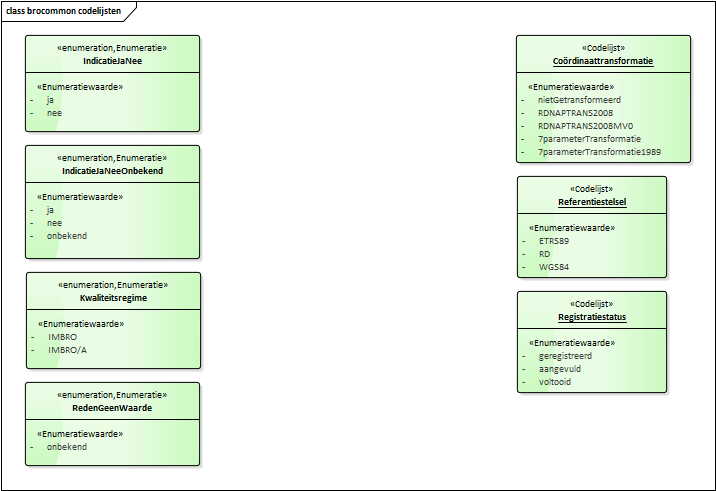 class brocommon codelijsten
«enumeration,Enumeratie»
IndicatieJaNee
«Enumeratiewaarde»
- ja
- nee
«enumeration,Enumeratie»
IndicatieJaNeeOnbekend
«Enumeratiewaarde»
- ja
- nee
- onbekend
«enumeration,Enumeratie»
Kwaliteitsregime
«Enumeratiewaarde»
- IMBRO
- IMBRO/A
«enumeration,Enumeratie»
RedenGeenWaarde
«Enumeratiewaarde»
- onbekend
«Codelijst»
Coördinaattransformatie
«Enumeratiewaarde»
- nietGetransformeerd
- RDNAPTRANS2008
- RDNAPTRANS2008MV0
- 7parameterTransformatie
- 7parameterTransformatie1989
«Codelijst»
Referentiestelsel
«Enumeratiewaarde»
- ETRS89
- RD
- WGS84
«Codelijst»
Registratiestatus
«Enumeratiewaarde»
- geregistreerd
- aangevuld
- voltooid